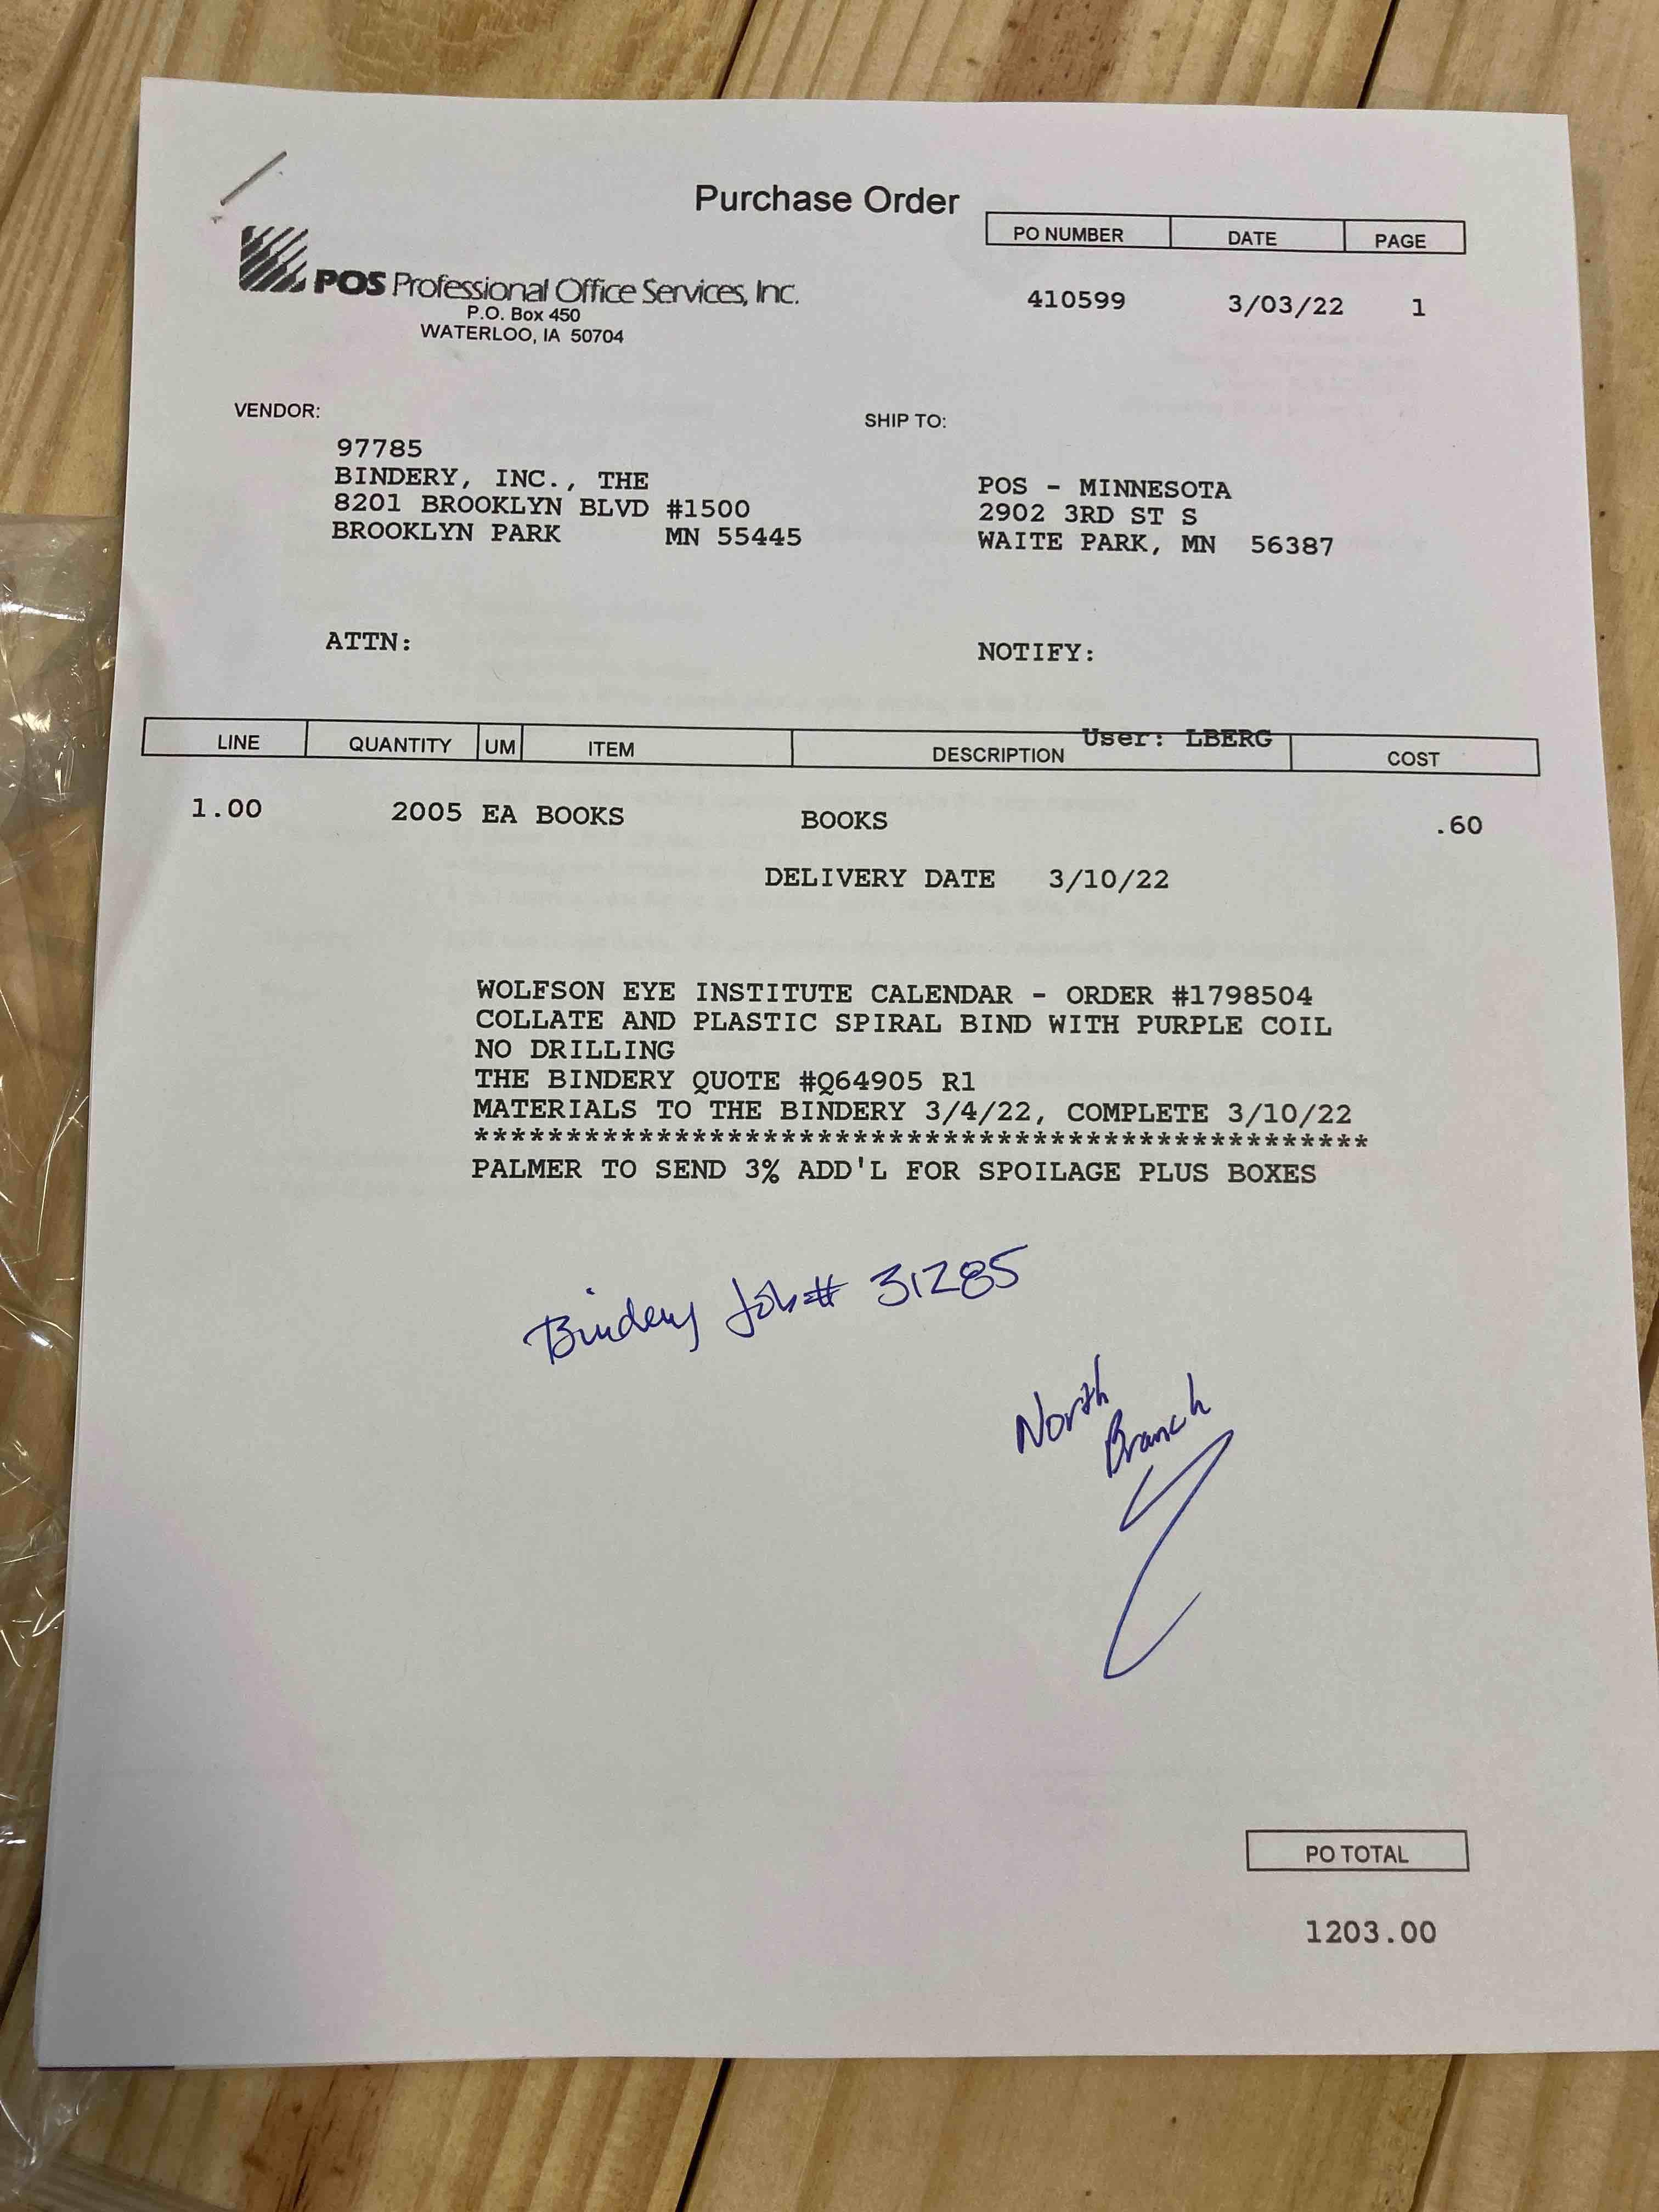 Purchase Order
PO NUMBER DATE PAGE
POS Professional Office Services, Inc.
P.O. Box 450
WATERLOO, IA 50704
410599 3/03/22 1
VENDOR:
97785
BINDERY, INC., THE
8201 BROOKLYN BLVD #1500
BROOKLYN PARK MN 55445
SHIP TO:
POS - MINNESOTA
2902 3RD ST S
WAITE PARK, MN 56387
ATTN:
NOTIFY:
User: LBERG
LINE QUANTITY UM ITEM DESCRIPTION COST
1.00 2005 EA BOOKS BOOKS .60
DELIVERY DATE 3/10/22
WOLFSON EYE INSTITUTE CALENDAR - ORDER #1798504
COLLATE AND PLASTIC SPIRAL BIND WITH PURPLE COIL
NO DRILLING
THE BINDERY QUOTE #Q64905 R1
MATERIALS TO THE BINDERY 3/4/22, COMPLETE 3/10/22
*************************************************
PALMER TO SEND 3% ADD'L FOR SPOILAGE PLUS BOXES
Bindery Job# 31285
North
Branch
PO TOTAL
1203.00